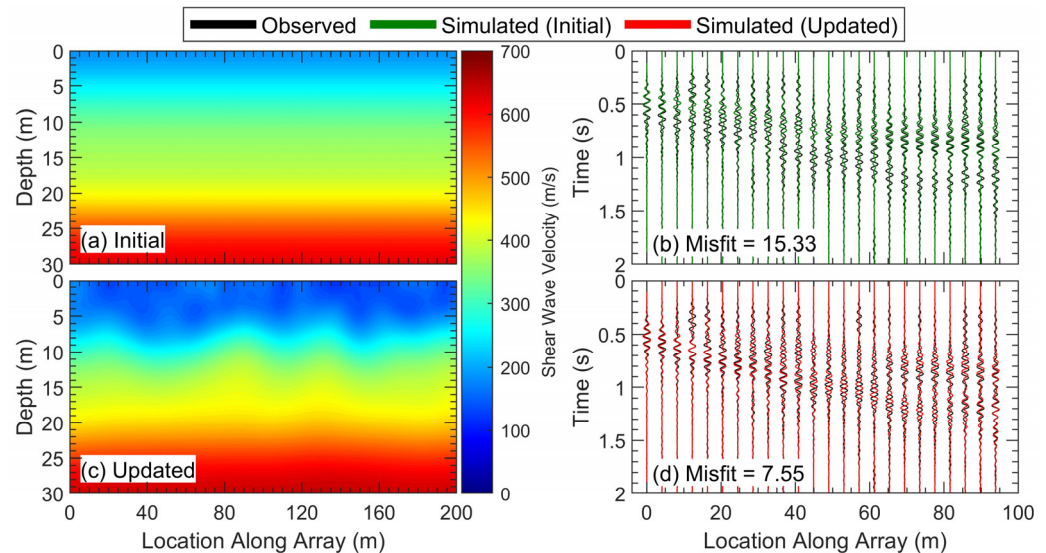 Observed Simulated (Initial) Simulated (Updated)
0
5
10
15
20
25
30
Depth (m)
(a) Initial
0
5
10
15
20
25
30
Depth (m)
(c) Updated
0 40 80 120 160 200
Location Along Array (m)
700
600
500
400
300
200
100
0
Shear Wave Velocity (m/s)
0
0.5
1
1.5
2
Time (s)
(b) Misfit = 15.33
0
0.5
1
1.5
2
Time (s)
(d) Misfit = 7.55
0 20 40 60 80 100
Location Along Array (m)